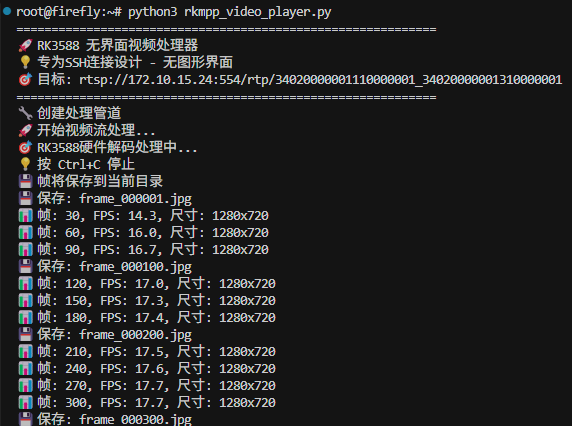 root@firefly:~# python3 rkmpp_video_player.py
============================================================
🚀 RK3588 无界面视频处理器
💡 专为SSH连接设计 - 无图形界面
🎯 目标: rtsp://172.10.15.24:554/rtp/34020000001110000001_34020000001310000001
============================================================
🔧 创建处理管道
🚀 开始视频流处理...
🎯 RK3588硬件解码处理中...
💡 按 Ctrl+C 停止
💾 帧将保存到当前目录
💾 保存: frame_000001.jpg
📊 帧: 30, FPS: 14.3, 尺寸: 1280x720
📊 帧: 60, FPS: 16.0, 尺寸: 1280x720
📊 帧: 90, FPS: 16.7, 尺寸: 1280x720
💾 保存: frame_000100.jpg
📊 帧: 120, FPS: 17.0, 尺寸: 1280x720
📊 帧: 150, FPS: 17.3, 尺寸: 1280x720
📊 帧: 180, FPS: 17.4, 尺寸: 1280x720
💾 保存: frame_000200.jpg
📊 帧: 210, FPS: 17.5, 尺寸: 1280x720
📊 帧: 240, FPS: 17.6, 尺寸: 1280x720
📊 帧: 270, FPS: 17.7, 尺寸: 1280x720
📊 帧: 300, FPS: 17.7, 尺寸: 1280x720
💾 保存: frame_000300.jpg